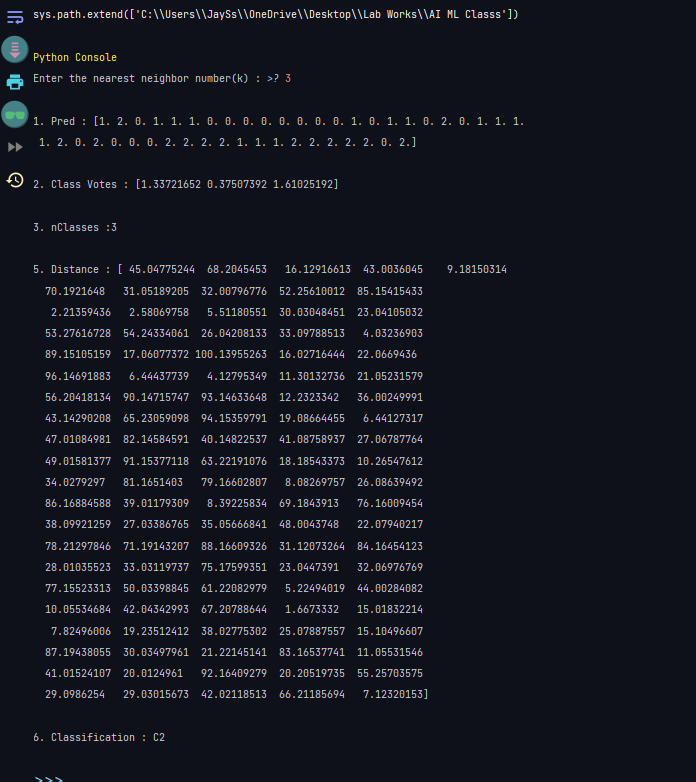 sys.path.extend(['C:\\Users\\JaySs\\OneDrive\\Desktop\\Lab Works\\AI ML Classs'])
Python Console
Enter the nearest neighbor number(k) : >? 3
1. Pred : [1. 2. 0. 1. 1. 1. 0. 0. 0. 0. 0. 0. 0. 0. 1. 0. 1. 1. 0. 2. 0. 1. 1. 1.
1. 2. 0. 2. 0. 0. 0. 2. 2. 2. 2. 1. 1. 1. 2. 2. 2. 2. 2. 0. 2.]
2. Class Votes : [1.33721652 0.37507392 1.61025192]
3. nClasses :3
5. Distance : [ 45.04775244 68.2045453 16.12916613 43.0036045 9.18150314
70.1921648 31.05189205 32.00796776 52.25610012 85.15415433
2.21359436 2.58069758 5.51180551 30.03048451 23.04105032
53.27616728 54.24334061 26.04208133 33.09788513 4.03236903
89.15105159 17.06077372 100.13955263 16.02716444 22.0669436
96.14691883 6.44437739 4.12795349 11.30132736 21.05231579
56.20418134 90.14715747 93.14633648 12.2323342 36.00249991
43.14290208 65.23059098 94.15359791 19.08664455 6.44127317
47.01084981 82.14584591 40.14822537 41.08758937 27.06787764
49.01581377 91.15377118 63.22191076 18.18543373 10.26547612
34.0279297 81.1651403 79.16602807 8.08269757 26.08639492
86.16884588 39.01179309 8.39225834 69.1843913 76.16009454
38.09921259 27.03386765 35.05666841 48.0043748 22.07940217
78.21297846 71.19143207 88.16609326 31.12073264 84.16454123
28.01035523 33.03119737 75.17599351 23.0447391 32.06976769
77.15523313 50.03398845 61.22082979 5.22494019 44.00284082
10.05534684 42.04342993 67.20788644 1.6673332 15.01832214
7.82496006 19.23512412 38.02775302 25.07887557 15.10496607
87.19438055 30.03497961 21.22145141 83.16537741 11.05531546
41.01524107 20.0124961 92.16409279 20.20519735 55.25703575
29.0986254 29.03015673 42.02118513 66.21185694 7.12320153]
6. Classification : C2
>>>